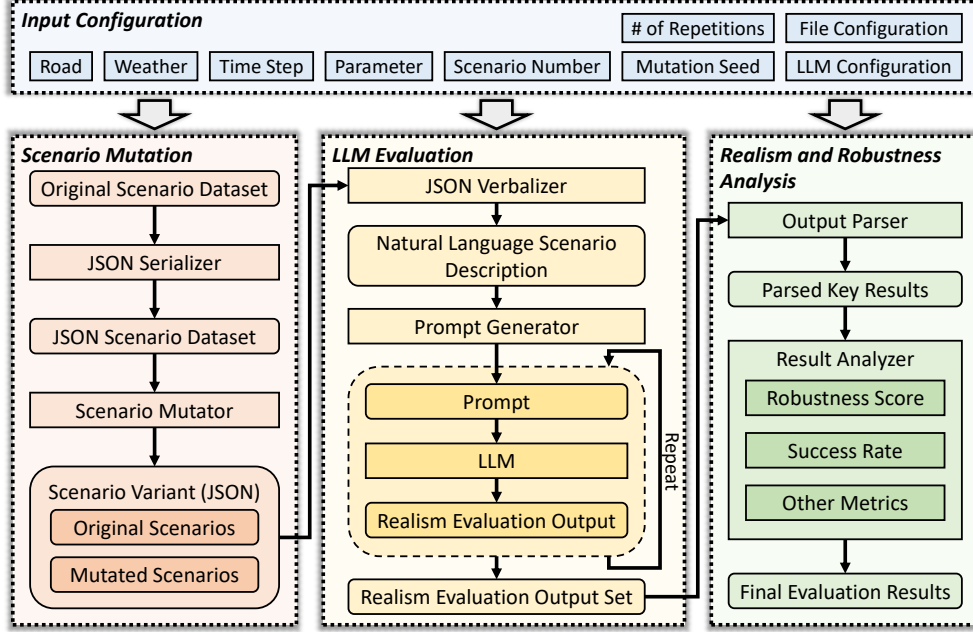 Input Configuration
# of Repetitions
File Configuration
Road
Weather
Time Step
Parameter
Scenario Number
Mutation Seed
LLM Configuration
Scenario Mutation
Original Scenario Dataset
JSON Serializer
JSON Scenario Dataset
Scenario Mutator
Scenario Variant (JSON)
Original Scenarios
Mutated Scenarios
LLM Evaluation
JSON Verbalizer
Natural Language Scenario
Description
Prompt Generator
Prompt
LLM
Realism Evaluation Output
Repeat
Realism Evaluation Output Set
Realism and Robustness
Analysis
Output Parser
Parsed Key Results
Result Analyzer
Robustness Score
Success Rate
Other Metrics
Final Evaluation Results